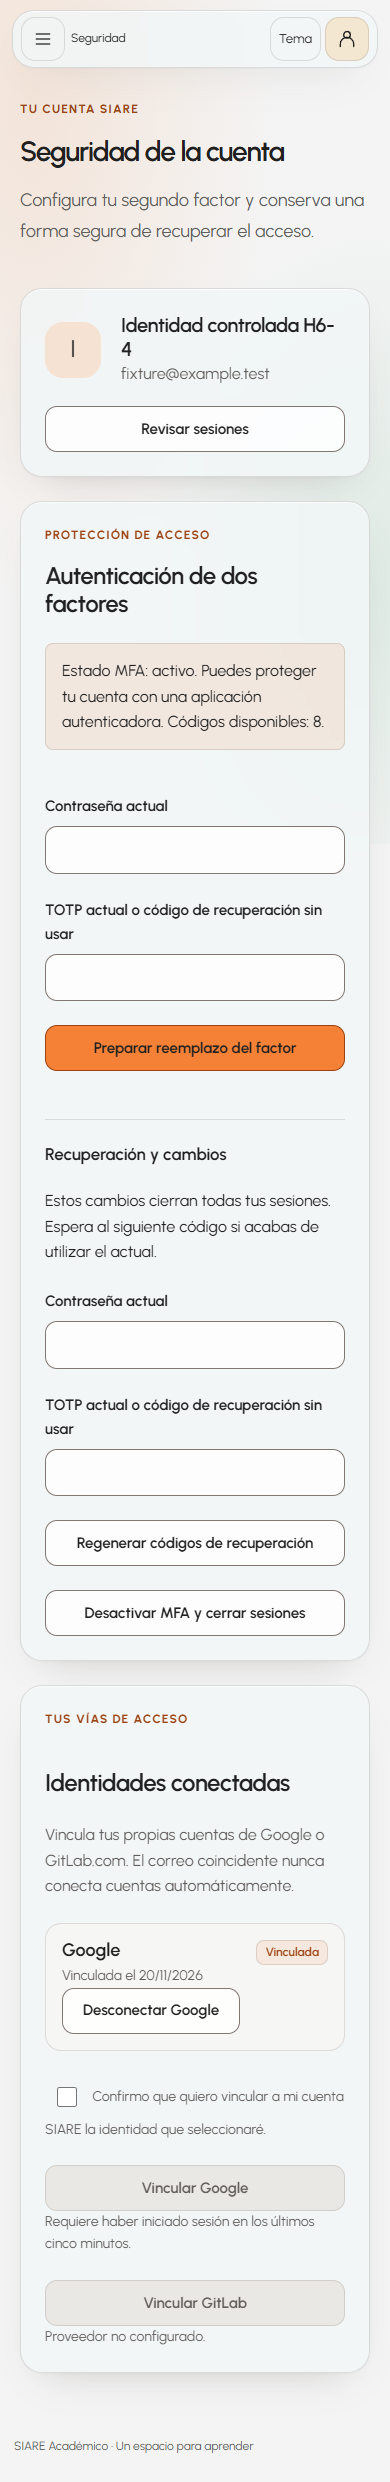 Seguridad
Tema
TU CUENTA SIARE
Seguridad de la cuenta
Configura tu segundo factor y conserva una
forma segura de recuperar el acceso.
I
Identidad controlada H6-
4
fixture@example.test
Revisar sesiones
PROTECCIÓN DE ACCESO
Autenticación de dos
factores
Estado MFA: activo. Puedes proteger
tu cuenta con una aplicación
autenticadora. Códigos disponibles: 8.
Contraseña actual
TOTP actual o código de recuperación sin
usar
Preparar reemplazo del factor
Recuperación y cambios
Estos cambios cierran todas tus sesiones.
Espera al siguiente código si acabas de
utilizar el actual.
Contraseña actual
TOTP actual o código de recuperación sin
usar
Regenerar códigos de recuperación
Desactivar MFA y cerrar sesiones
TUS VÍAS DE ACCESO
Identidades conectadas
Vincula tus propias cuentas de Google o
GitLab.com. El correo coincidente nunca
conecta cuentas automáticamente.
Google
Vinculada
Vinculada el 20/11/2026
Desconectar Google
Confirmo que quiero vincular a mi cuenta
SIARE la identidad que seleccionaré.
Vincular Google
Requiere haber iniciado sesión en los últimos
cinco minutos.
Vincular GitLab
Proveedor no configurado.
SIARE Académico · Un espacio para aprender